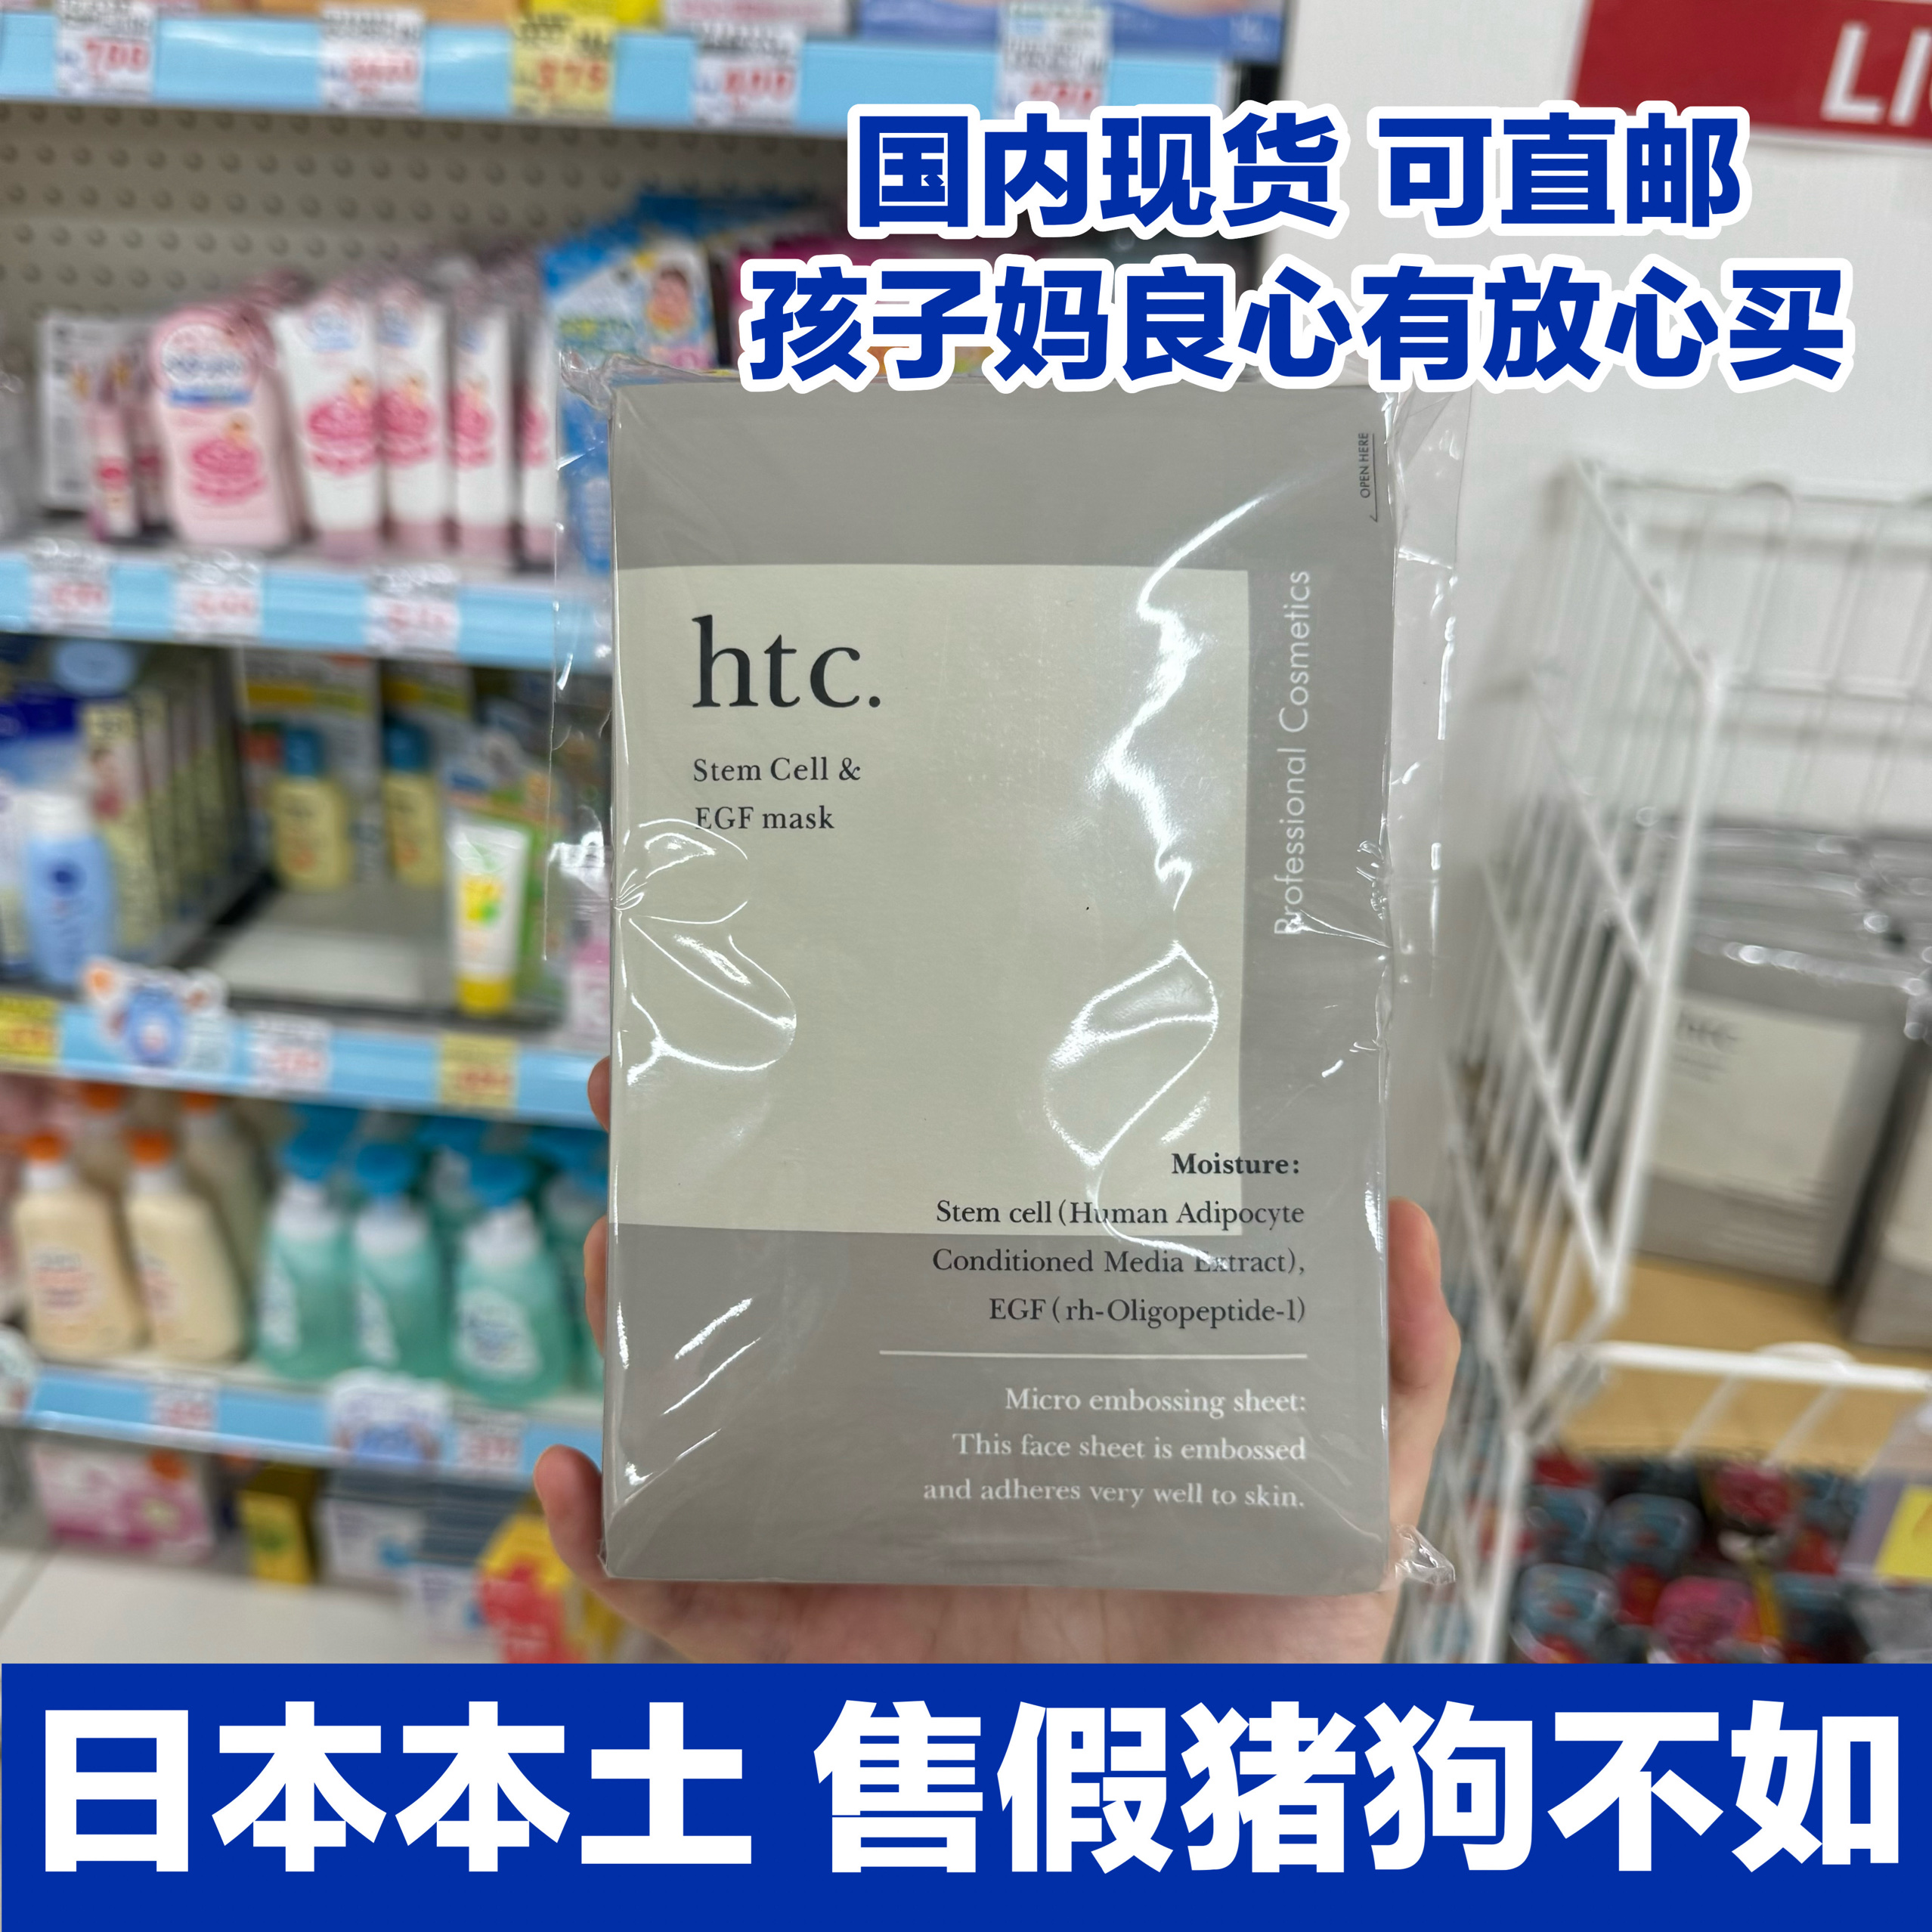 国内现货 可直邮
孩子妈良心有放心买
LI
OPEN HERE
htc.
Stem Cell &
EGF mask
Professional Cosmetics
Moisture:
Stem cell (Human Adipocyte
Conditioned Media Extract),
EGF ( rh-Oligopeptide-1)
Micro embossing sheet:
This face sheet is embossed
and adheres very well to skin.
htc.
日本本土 售假猪狗不如